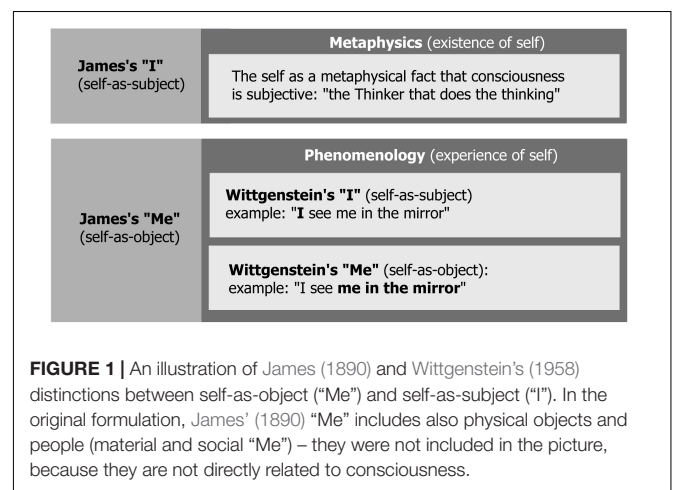 Metaphysics (existence of self)
James's "I"
(self-as-subject)
The self as a metaphysical fact that consciousness
is subjective: "the Thinker that does the thinking"
Phenomenology (experience of self)
James's "Me"
(self-as-object)
Wittgenstein's "I" (self-as-subject)
example: "I see me in the mirror"
Wittgenstein's "Me" (self-as-object):
example: "I see me in the mirror"
FIGURE 1 | An illustration of James (1890) and Wittgenstein's (1958)
distinctions between self-as-object (“Me”) and self-as-subject (“I”). In the
original formulation, James’ (1890) “Me” includes also physical objects and
people (material and social “Me”) – they were not included in the picture,
because they are not directly related to consciousness.